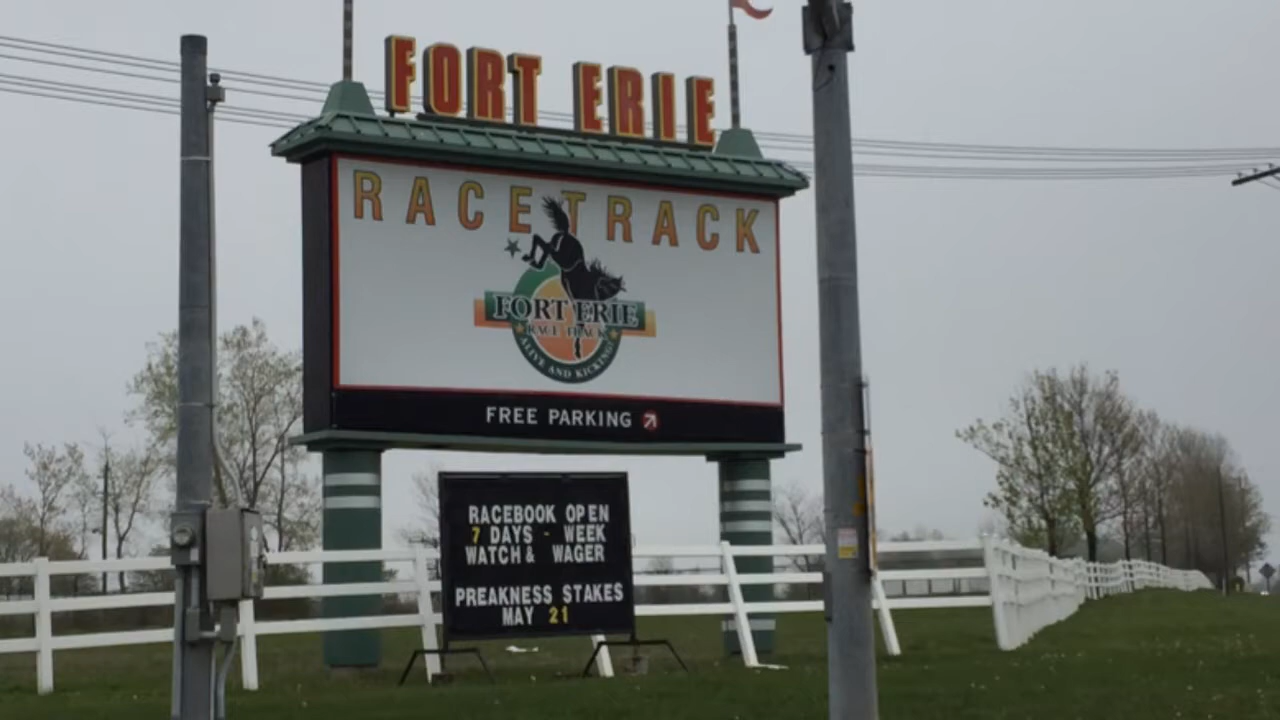 FORT ERIE
RACETRACK
FORT ERIE
RACE TRACK
ALIVE AND KICKING!
FREE PARKING
RACEBOOK OPEN
7 DAYS - WEEK
WATCH & WAGER
PREAKNESS STAKES
MAY 21